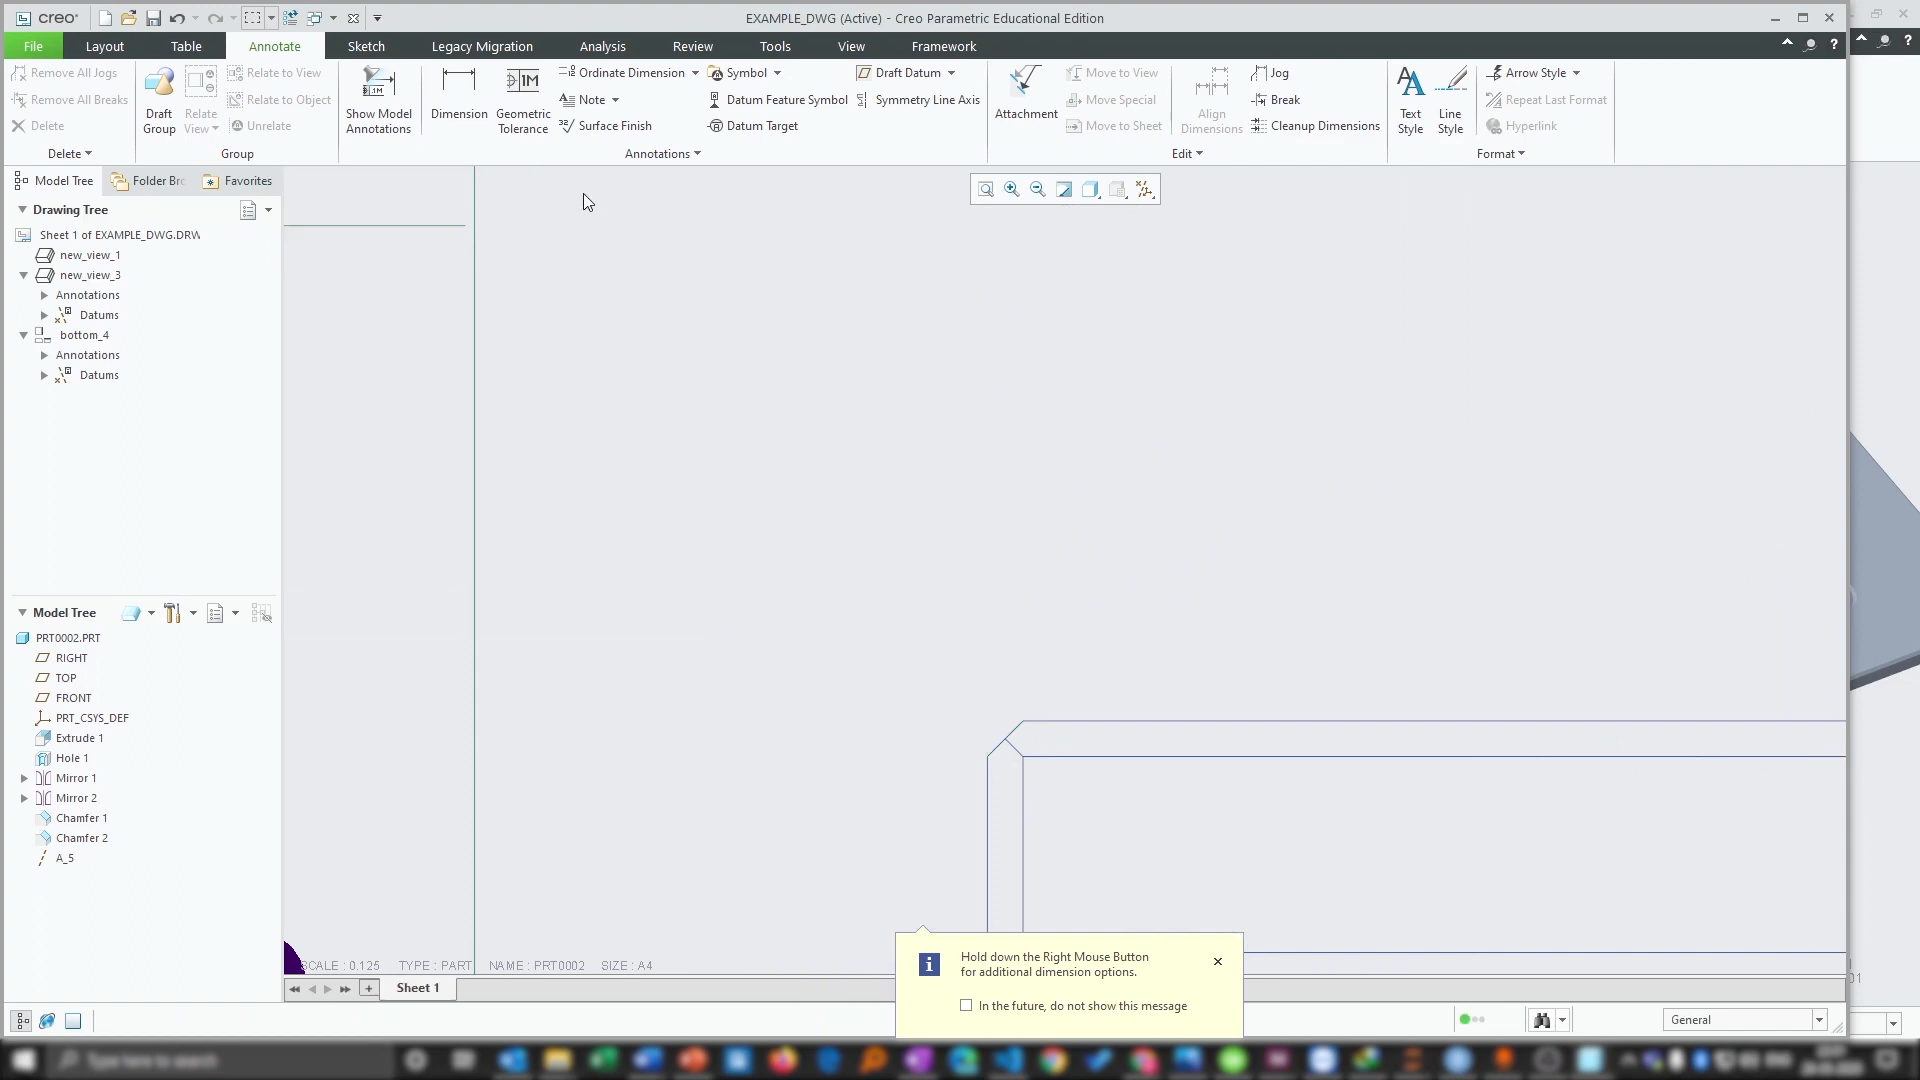 creo
EXAMPLE_DWG (Active) - Creo Parametric Educational Edition
File
Layout
Table
Annotate
Sketch
Legacy Migration
Analysis
Review
Tools
View
Framework
Remove All Jogs
Remove All Breaks
Delete
Delete
Draft Group
Relate View
Relate to View
Relate to Object
Unrelate
Group
Show Model Annotations
Dimension
Geometric Tolerance
Ordinate Dimension
Note
Surface Finish
Symbol
Datum Feature Symbol
Datum Target
Draft Datum
Symmetry Line Axis
Annotations
Attachment
Move to View
Move Special
Move to Sheet
Align Dimensions
Jog
Break
Cleanup Dimensions
Edit
Text Style
Line Style
Arrow Style
Repeat Last Format
Hyperlink
Format
Model Tree
Folder Brc
Favorites
Drawing Tree
Sheet 1 of EXAMPLE_DWG.DRW
new_view_1
new_view_3
Annotations
Datums
bottom_4
Annotations
Datums
Model Tree
PRT0002.PRT
RIGHT
TOP
FRONT
PRT_CSYS_DEF
Extrude 1
Hole 1
Mirror 1
Mirror 2
Chamfer 1
Chamfer 2
A_5
SCALE : 0.125 TYPE : PART NAME : PRT0002 SIZE : A4
Sheet 1
Hold down the Right Mouse Button
for additional dimension options.
In the future, do not show this message
General
Type here to search